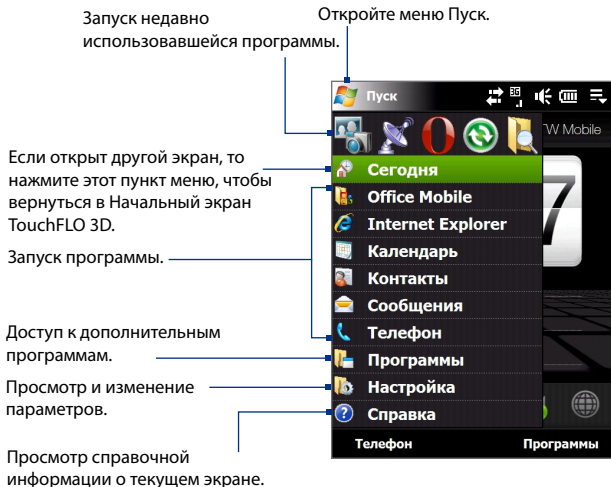 Запуск недавно
использовавшейся программы.
Откройте меню Пуск.
Пуск
3G
TW Mobile
Если открыт другой экран, то
нажмите этот пункт меню, чтобы
вернуться в Начальный экран
TouchFLO 3D.
Запуск программы.
Доступ к дополнительным
программам.
Просмотр и изменение
параметров.
Просмотр справочной
информации о текущем экране.
Сегодня
Office Mobile
Internet Explorer
Календарь
Контакты
Сообщения
Телефон
Программы
Настройка
Справка
7
Телефон
Программы